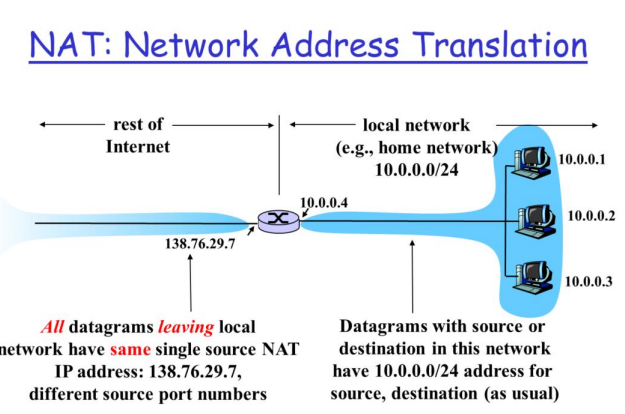 NAT: Network Address Translation
rest of
Internet
local network
(e.g., home network)
10.0.0.0/24
10.0.0.1
10.0.0.4
10.0.0.2
138.76.29.7
10.0.0.3
All datagrams leaving local
network have same single source NAT
IP address: 138.76.29.7,
different source port numbers
Datagrams with source or
destination in this network
have 10.0.0.0/24 address for
source, destination (as usual)